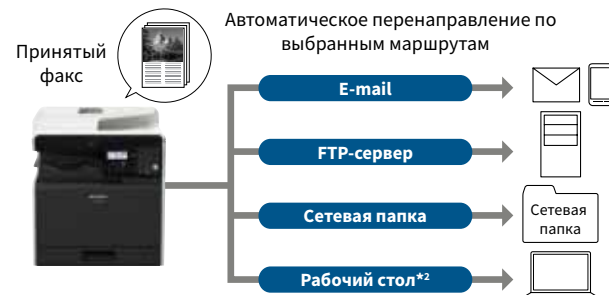 Автоматическое перенаправление по
выбранным маршрутам
Принятый
факс
E-mail
FTP-сервер
Сетевая папка
Сетевая
папка
Рабочий стол*²